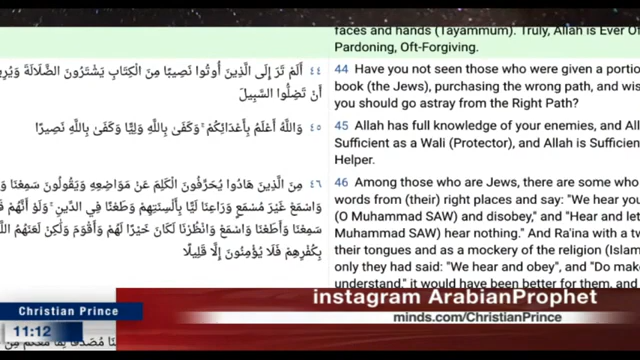 faces and hands (Tayammum). Truly, Allah is Ever Of
Pardoning, Oft-Forgiving.
٤٤ أَلَمْ تَرَ إِلَى الَّذِينَ أُوتُوا نَصِيبًا مِنَ الْكِتَابِ يَشْتَرُونَ الضَّلَالَةَ وَيُرِي
أَنْ تَضِلُّوا السَّبِيلَ
44 Have you not seen those who were given a portio
book (the Jews), purchasing the wrong path, and wis
you should go astray from the Right Path?
٤٥ وَاللَّهُ أَعْلَمُ بِأَعْدَائِكُمْ ۚ وَكَفَىٰ بِاللَّهِ وَلِيًّا وَكَفَىٰ بِاللَّهِ نَصِيرًا
45 Allah has full knowledge of your enemies, and All
Sufficient as a Wali (Protector), and Allah is Sufficien
Helper.
٤٦ مِنَ الَّذِينَ هَادُوا يُحَرِّفُونَ الْكَلِمَ عَنْ مَوَاضِعِهِ وَيَقُولُونَ سَمِعْنَا
وَاسْمَعْ غَيْرَ مُسْمَعٍ وَرَاعِنَا لَيًّا بِأَلْسِنَتِهِمْ وَطَعْنًا فِي الدِّينِ ۚ وَلَوْ أَنَّهُمْ
سَمِعْنَا وَأَطَعْنَا وَاسْمَعْ وَانْظُرْنَا لَكَانَ خَيْرًا لَهُمْ وَأَقْوَمَ وَلَٰكِنْ لَعَنَهُمُ
بِكُفْرِهِمْ فَلَا يُؤْمِنُونَ إِلَّا قَلِيلًا
46 Among those who are Jews, there are some who
words from (their) right places and say: "We hear you
(O Muhammad SAW) and disobey," and "Hear and let
Muhammad SAW) hear nothing." And Ra'ina with a tw
their tongues and as a mockery of the religion (Islam
only they had said: "We hear and obey", and "Do make
understand," it would have been better for them, and
instagram ArabianProphet
Christian Prince
minds.com/ChristianPrince
11:12